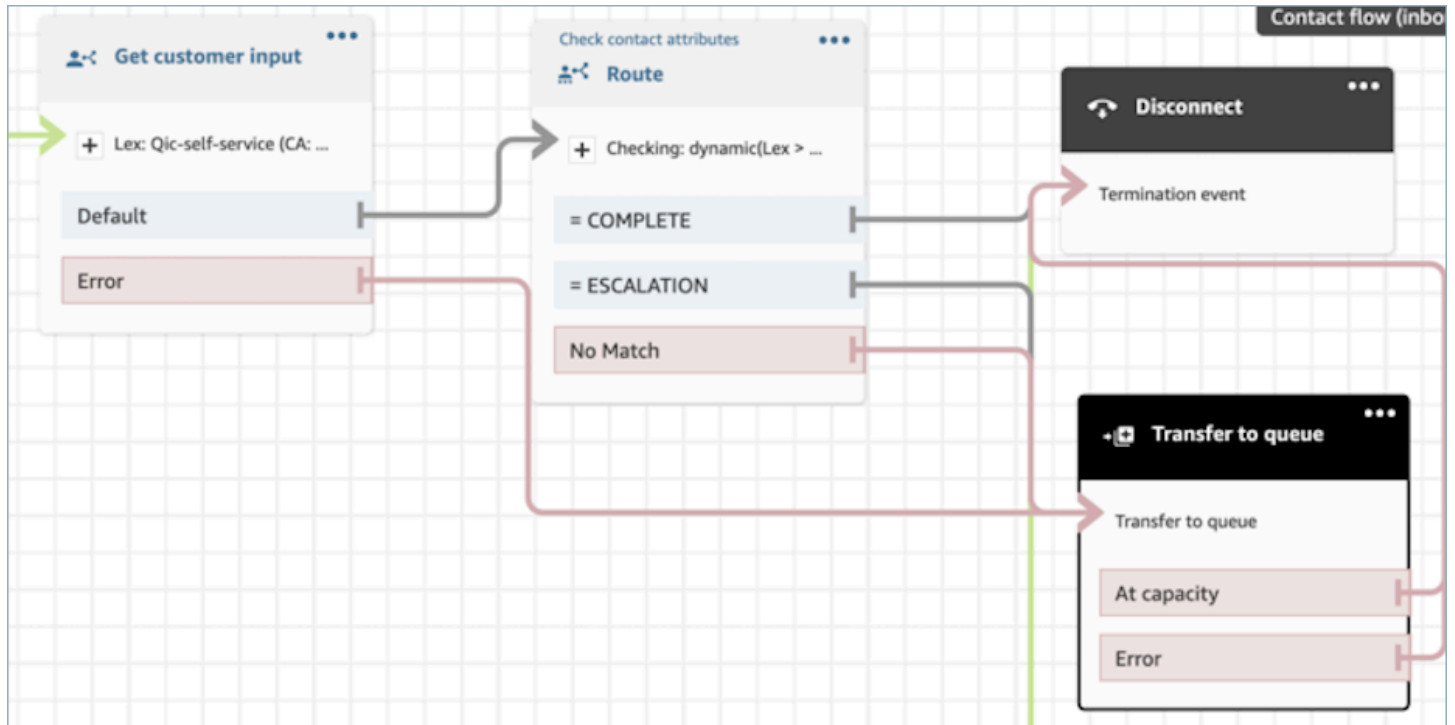 Contact flow (inbo
Get customer input
Lex: Qic-self-service (CA: ...
Default
Error
Check contact attributes
Route
Checking: dynamic(Lex > ...
= COMPLETE
= ESCALATION
No Match
Disconnect
Termination event
Transfer to queue
Transfer to queue
At capacity
Error